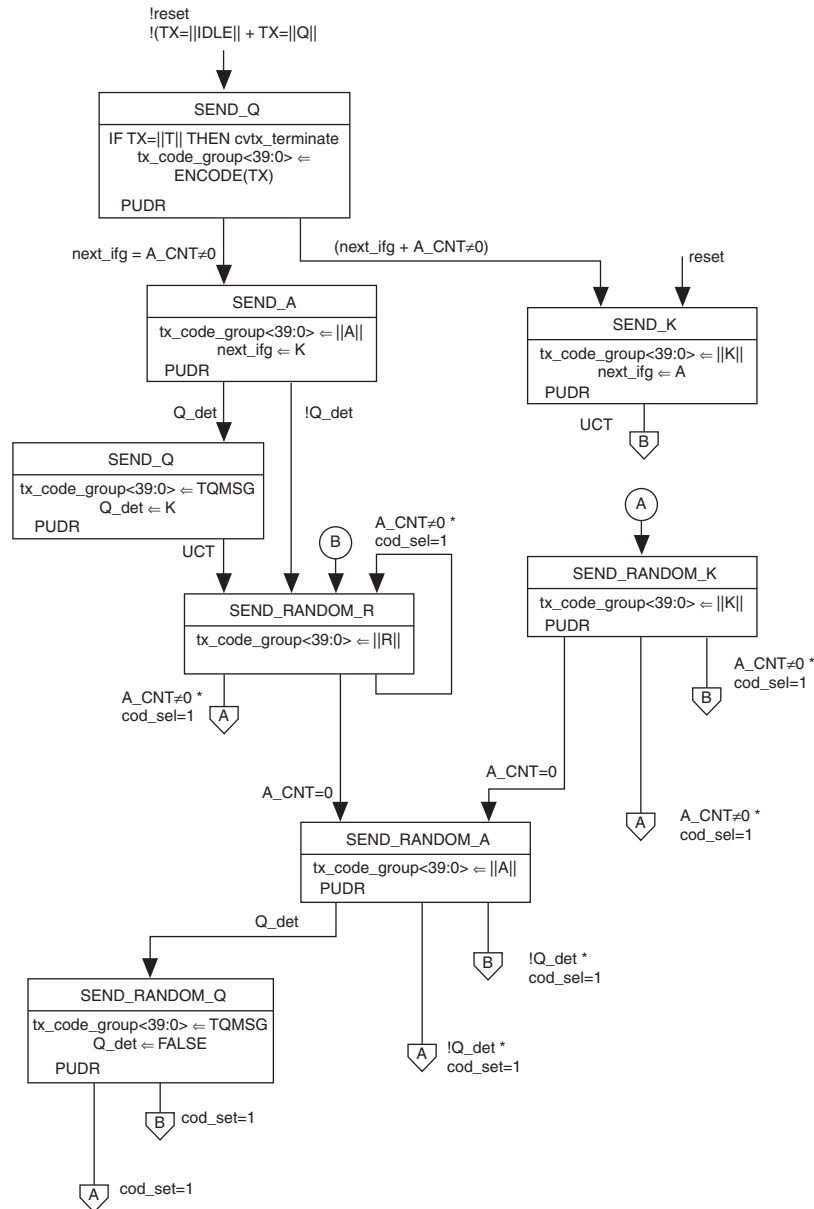 !reset
!(TX=||IDLE|| + TX=||Q||
SEND_Q
IF TX=||T|| THEN cvtx_terminate
tx_code_group<39:0> ⇐
ENCODE(TX)
PUDR
next_ifg = A_CNT≠0
(next_ifg + A_CNT≠0)
reset
SEND_A
tx_code_group<39:0> ⇐ ||A||
next_ifg ⇐ K
PUDR
SEND_K
tx_code_group<39:0> ⇐ ||K||
next_ifg ⇐ A
PUDR
Q_det
!Q_det
UCT
B
SEND_Q
tx_code_group<39:0> ⇐ TQMSG
Q_det ⇐ K
PUDR
UCT
B
A_CNT≠0 *
cod_sel=1
A
SEND_RANDOM_K
tx_code_group<39:0> ⇐ ||K||
PUDR
SEND_RANDOM_R
tx_code_group<39:0> ⇐ ||R||
A_CNT≠0 *
cod_sel=1
A
A_CNT≠0 *
cod_sel=1
B
A_CNT=0
A_CNT=0
A
A_CNT≠0 *
cod_sel=1
SEND_RANDOM_A
tx_code_group<39:0> ⇐ ||A||
PUDR
Q_det
B
!Q_det *
cod_sel=1
A
!Q_det *
cod_set=1
SEND_RANDOM_Q
tx_code_group<39:0> ⇐ TQMSG
Q_det ⇐ FALSE
PUDR
B
cod_set=1
A
cod_set=1